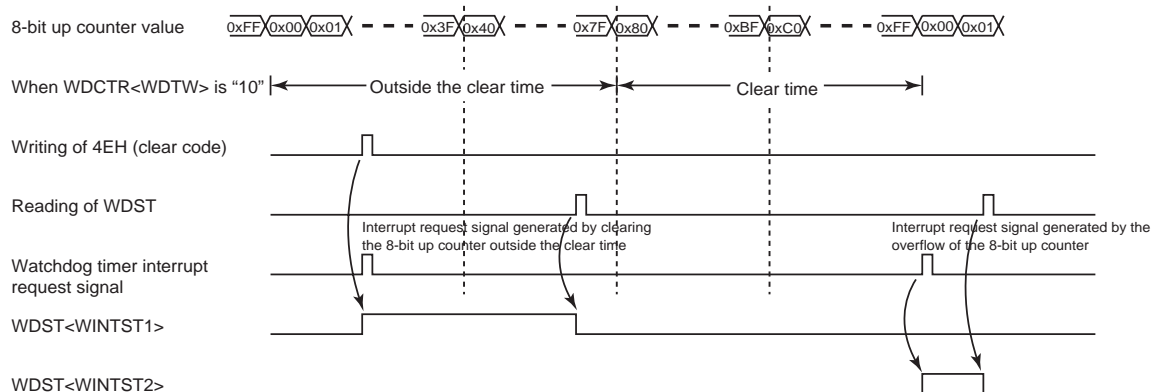 8-bit up counter value 0xFF 0x00 0x01 0x3F 0x40 0x7F 0x80 0xBF 0xC0 0xFF 0x00 0x01
When WDCTR<WDTW> is “10” Outside the clear time Clear time
Writing of 4EH (clear code)
Reading of WDST
Interrupt request signal generated by clearing
the 8-bit up counter outside the clear time
Interrupt request signal generated by the
overflow of the 8-bit up counter
Watchdog timer interrupt
request signal
WDST<WINTST1>
WDST<WINTST2>